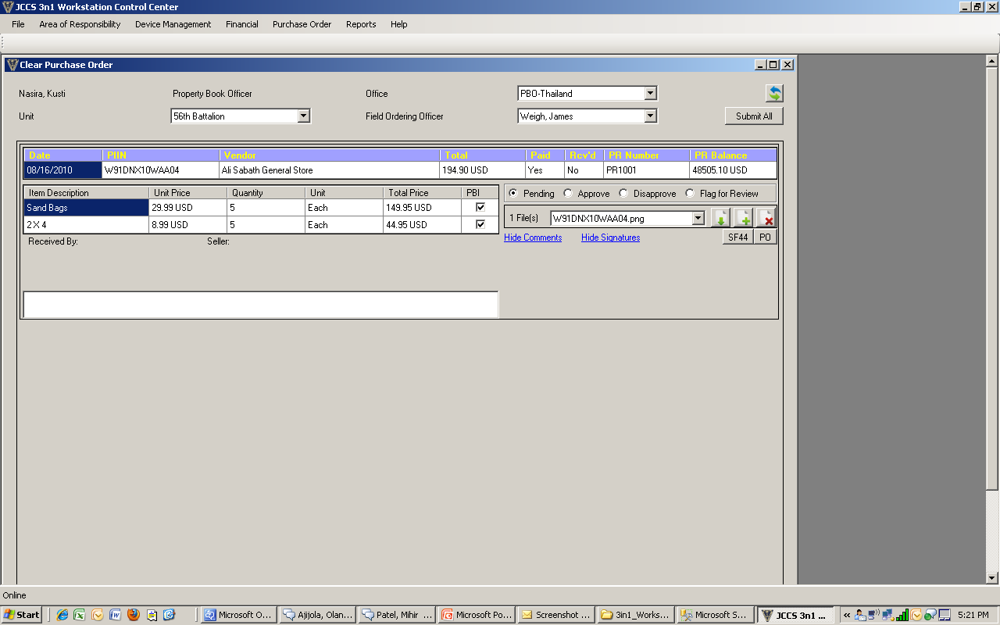 JCCS 3n1 Workstation Control Center
File Area of Responsibility Device Management Financial Purchase Order Reports Help
Clear Purchase Order
Nasira, Kusti Property Book Officer Office PBO-Thailand
Unit 56th Battalion Field Ordering Officer Weigh, James Submit All
Date PIIN Vendor Total Paid Rcv'd PR Number PR Balance
08/16/2010 W91DNX10WAA04 Ali Sabath General Store 194.90 USD Yes No PR1001 48505.10 USD
Item Description Unit Price Quantity Unit Total Price PBI Pending Approve Disapprove Flag for Review
Sand Bags 29.99 USD 5 Each 149.95 USD
1 File(s) W91DNX10WAA04.png
2 X 4 8.99 USD 5 Each 44.95 USD
Received By: Seller: Hide Comments Hide Signatures SF44 PO
Online
Start Microsoft O... Ajijola, Olan... Patel, Mihir ... Microsoft Po... Screenshot ... 3in1_Works... Microsoft S... JCCS 3n1 ... « 5:21 PM